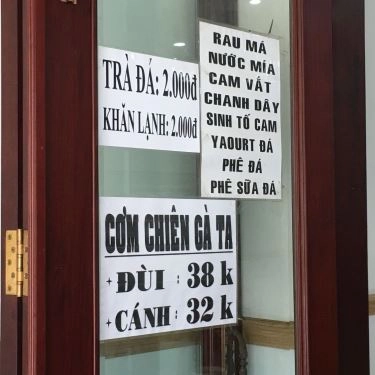 TRÀ ĐÁ: 2.000đ
KHĂN LẠNH: 2.000đ
RAU MÁ
NƯỚC MÍA
CAM VẮT
CHANH DÂY
SINH TỐ CAM
YAOURT ĐÁ
PHÊ ĐÁ
PHÊ SỮA ĐÁ
CƠM CHIÊN GÀ TA
+ ĐÙI : 38 k
+ CÁNH : 32 k